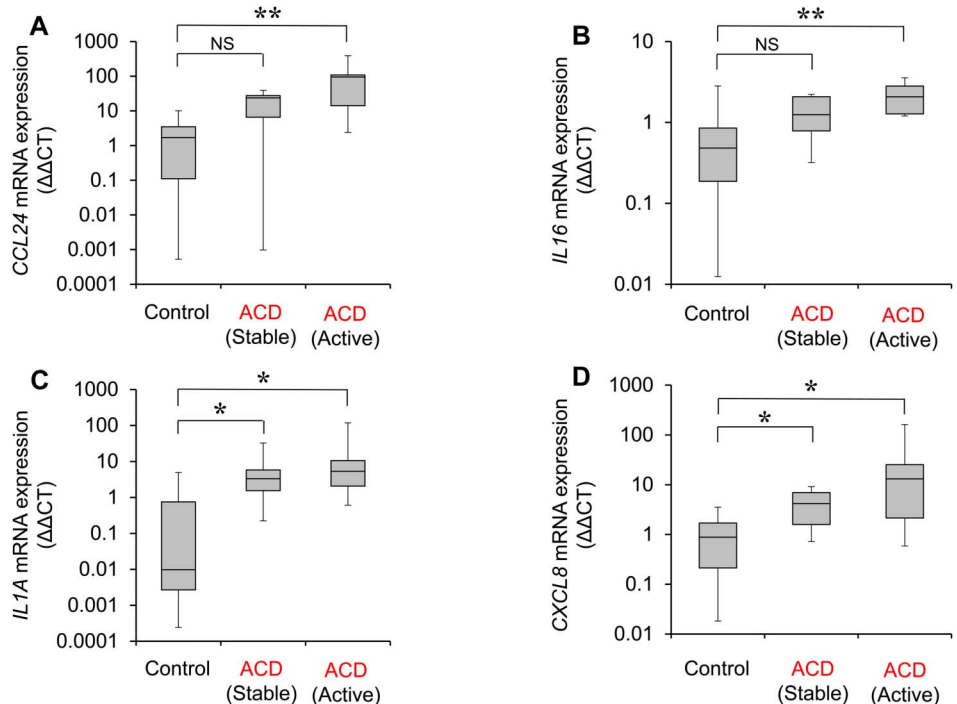 A
**
NS
1000
100
10
1
0.1
0.01
0.001
0.0001
CCL24 mRNA expression
(ΔΔCT)
Control
ACD
(Stable)
ACD
(Active)
B
**
NS
10
1
0.1
0.01
IL16 mRNA expression
(ΔΔCT)
Control
ACD
(Stable)
ACD
(Active)
C
*
*
1000
100
10
1
0.1
0.01
0.001
0.0001
IL1A mRNA expression
(ΔΔCT)
Control
ACD
(Stable)
ACD
(Active)
D
*
*
1000
100
10
1
0.1
0.01
CXCL8 mRNA expression
(ΔΔCT)
Control
ACD
(Stable)
ACD
(Active)